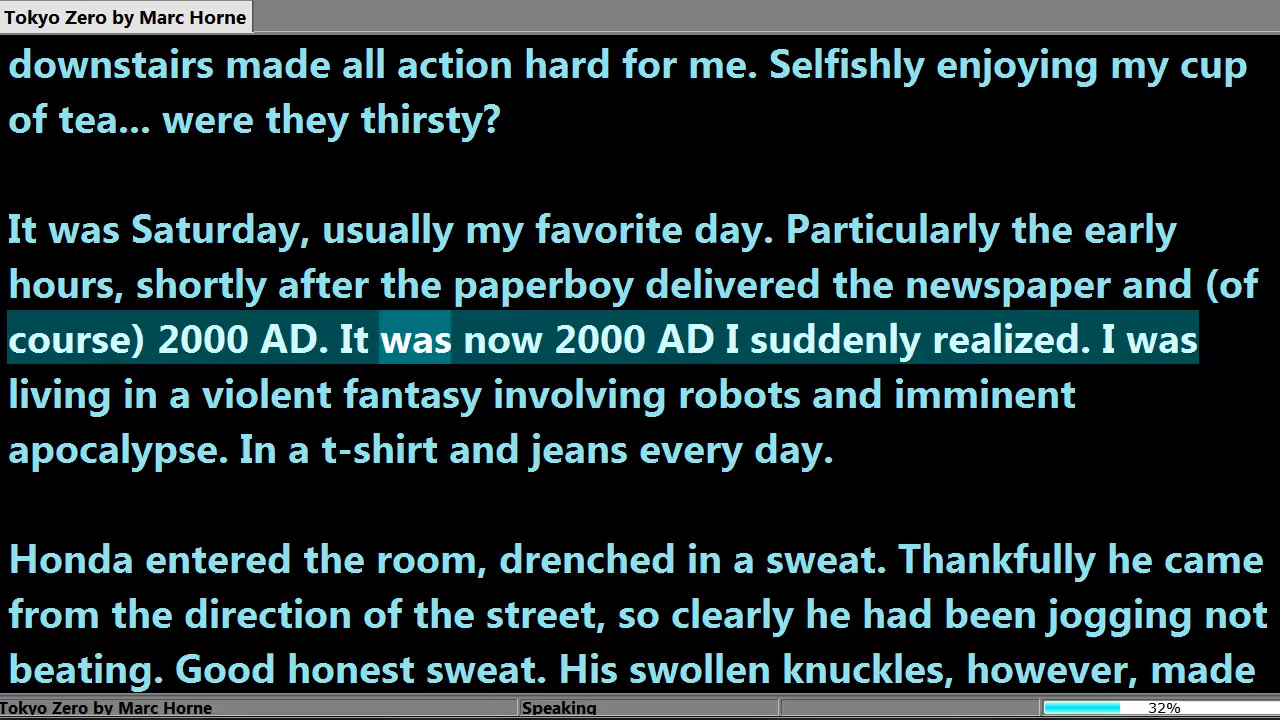 Tokyo Zero by Marc Horne
downstairs made all action hard for me. Selfishly enjoying my cup
of tea... were they thirsty?
It was Saturday, usually my favorite day. Particularly the early
hours, shortly after the paperboy delivered the newspaper and (of
course) 2000 AD. It was now 2000 AD I suddenly realized. I was
living in a violent fantasy involving robots and imminent
apocalypse. In a t-shirt and jeans every day.
Honda entered the room, drenched in a sweat. Thankfully he came
from the direction of the street, so clearly he had been jogging not
beating. Good honest sweat. His swollen knuckles, however, made
Tokyo Zero by Marc Horne
Speaking
32%